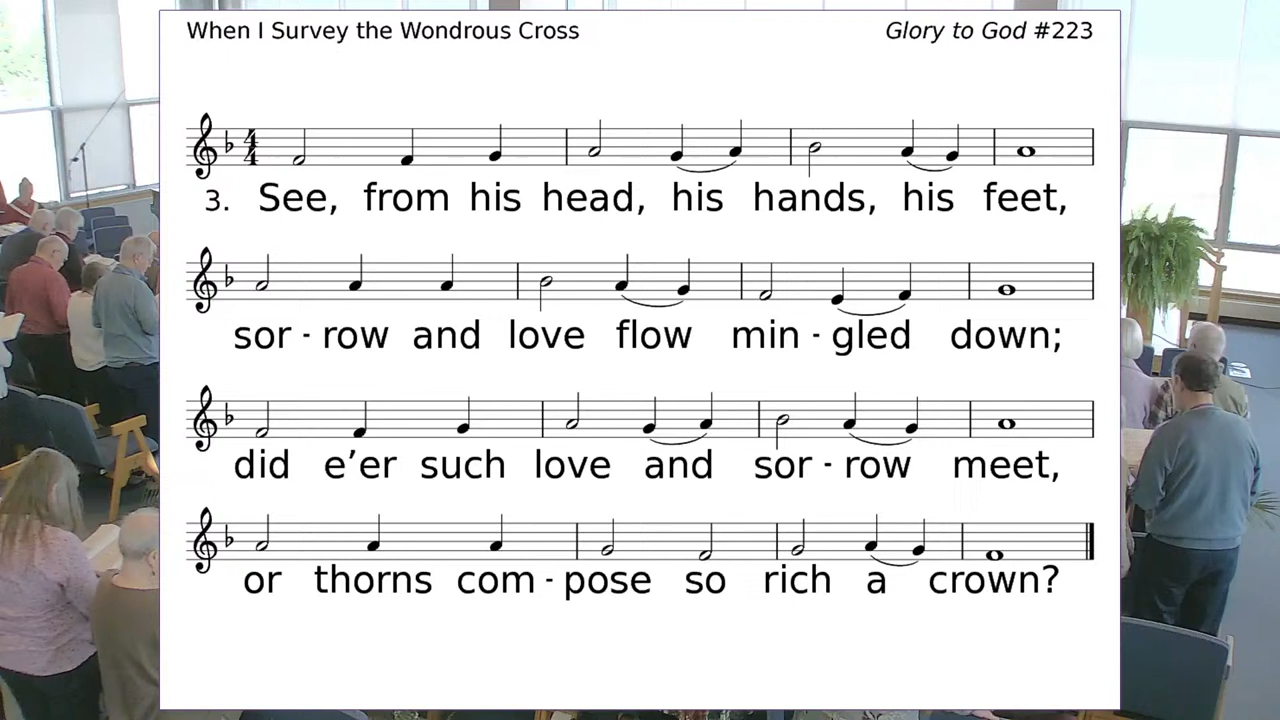 When I Survey the Wondrous Cross
Glory to God #223
3. See, from his head, his hands, his feet,
sor - row and love flow min - gled down;
did e’er such love and sor - row meet,
or thorns com - pose so rich a crown?